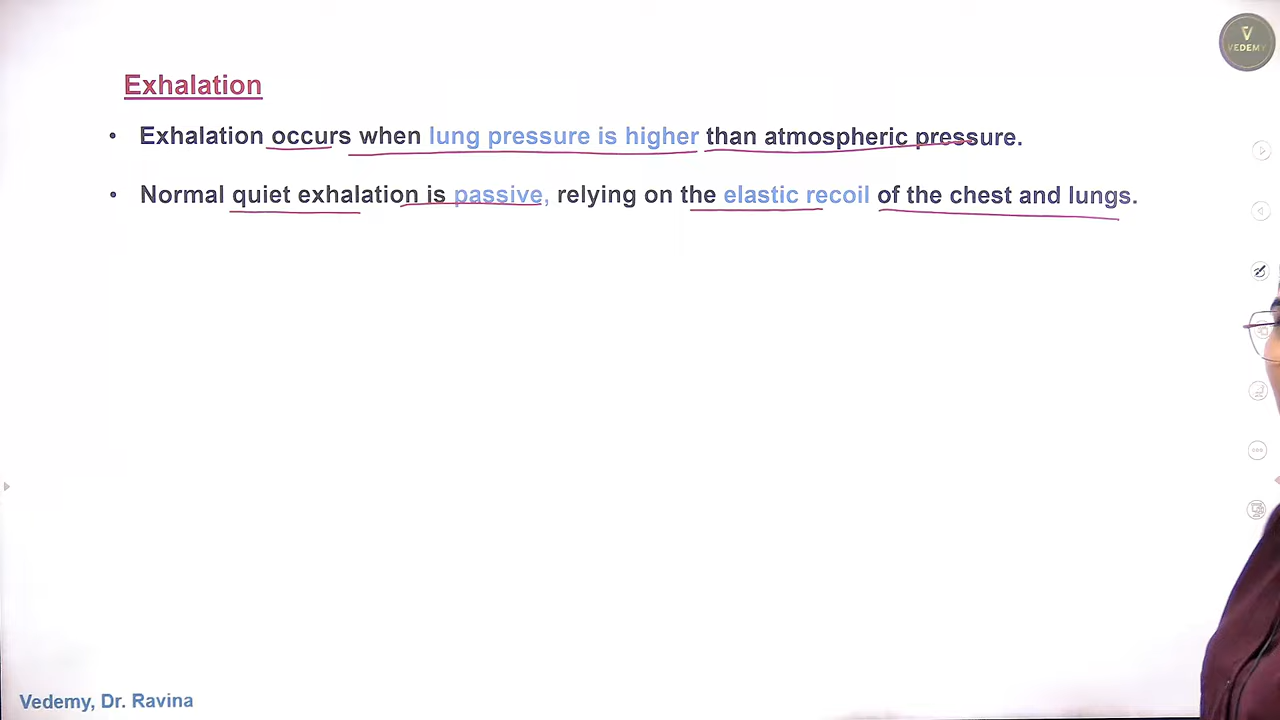 V
VEDEMY
Exhalation
• Exhalation occurs when lung pressure is higher than atmospheric pressure.
• Normal quiet exhalation is passive, relying on the elastic recoil of the chest and lungs.
Vedemy, Dr. Ravina